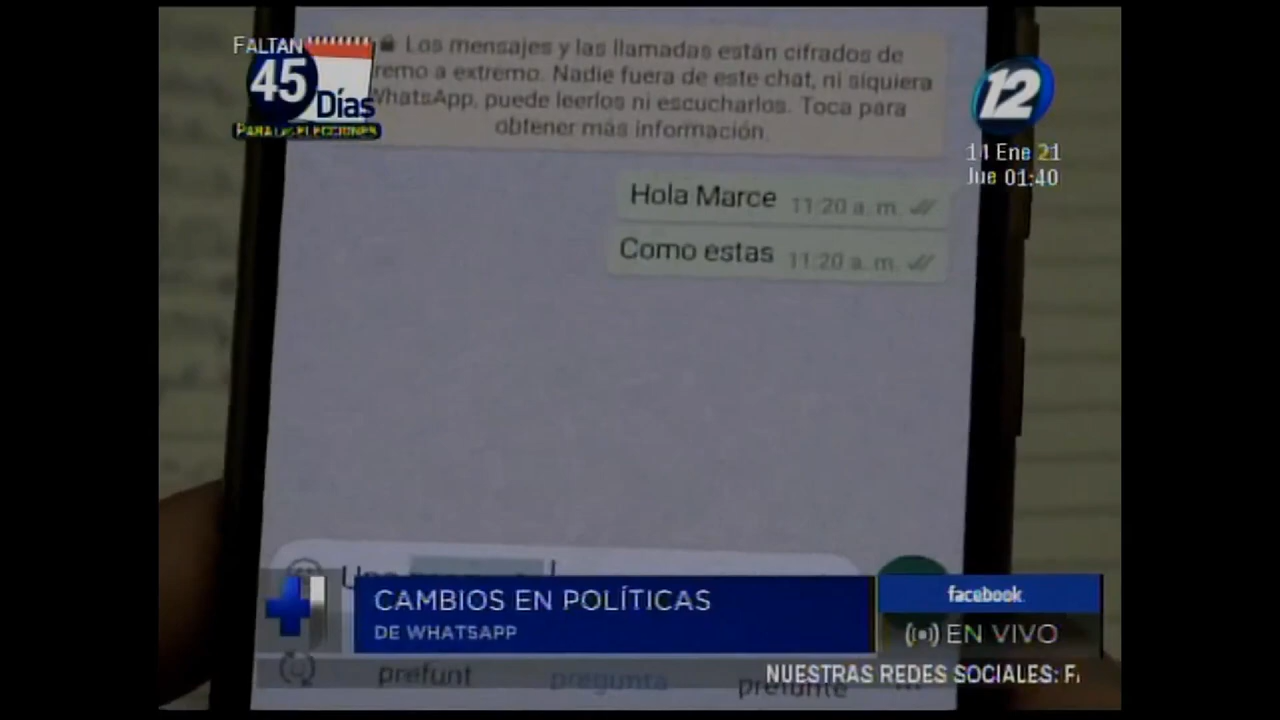 FALTAN
45
Días
PARA LAS ELECCIONES
Los mensajes y las llamadas están cifrados de
remo a extremo. Nadie fuera de este chat, ni siquiera
WhatsApp, puede leerlos ni escucharlos. Toca para
obtener más información.
12
14 Ene 21
Jue 01:40
Hola Marce 11:20 a. m.
Como estas 11:20 a. m.
CAMBIOS EN POLÍTICAS
DE WHATSAPP
facebook
EN VIVO
prefunt pregunta prefunte
NUESTRAS REDES SOCIALES: F